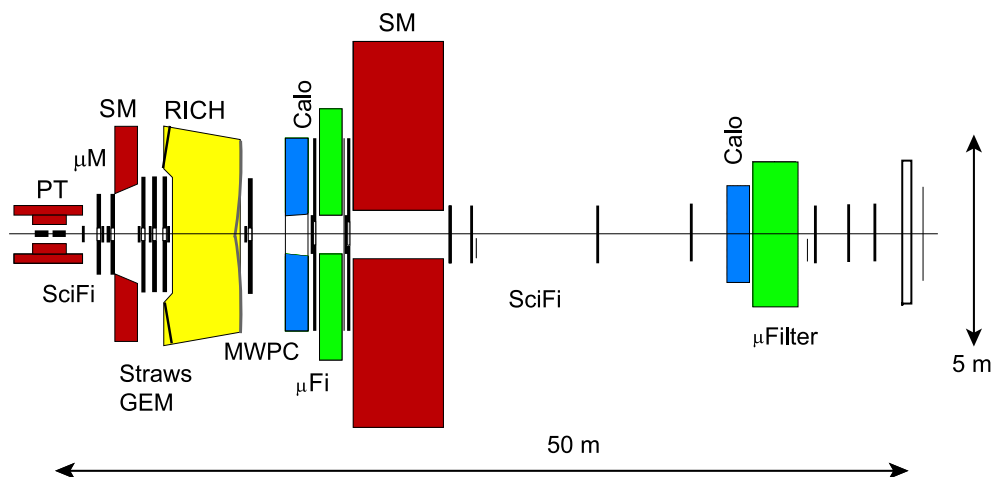 SM
SM
RICH
Calo
μM
PT
Calo
SciFi
SciFi
MWPC
μFilter
Straws
GEM
μFi
5 m
50 m